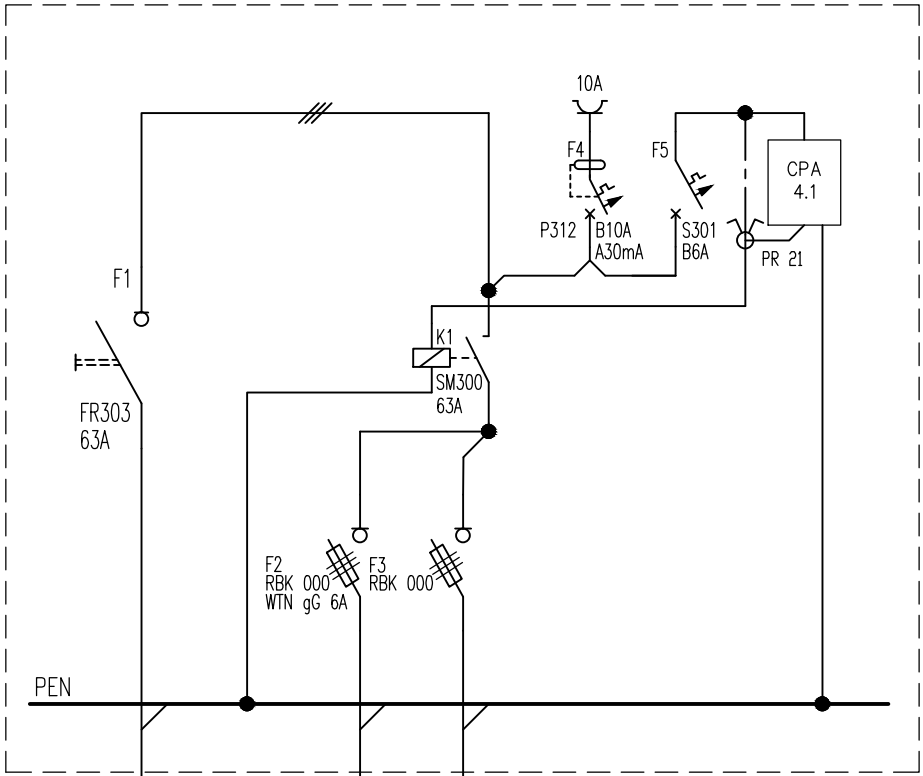 10A
F4
F5
CPA
4.1
P312
B10A
A30mA
S301
B6A
PR 21
F1
K1
SM300
63A
FR303
63A
F2
RBK 000
WTN gG 6A
F3
RBK 000
PEN